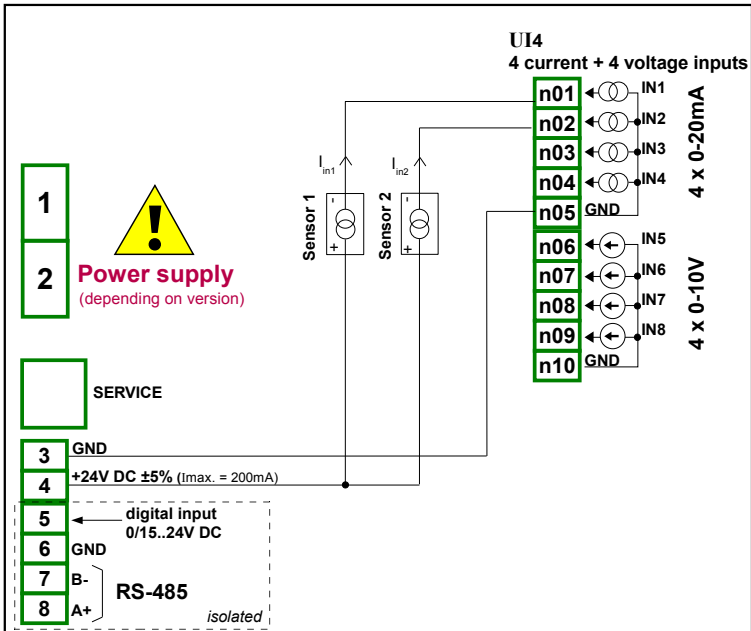 UI4
4 current + 4 voltage inputs
n01
IN1
n02
IN2
n03
IN3
n04
IN4
n05
GND
4 x 0-20mA
n06
IN5
n07
IN6
n08
IN7
n09
IN8
n10
GND
4 x 0-10V
Iin1
Iin2
Sensor 1
- +
Sensor 2
- +
1
2
!
Power supply
(depending on version)
SERVICE
3 GND
4 +24V DC ±5% (Imax. = 200mA)
5 digital input
0/15..24V DC
6 GND
7 B-
8 A+
RS-485
isolated